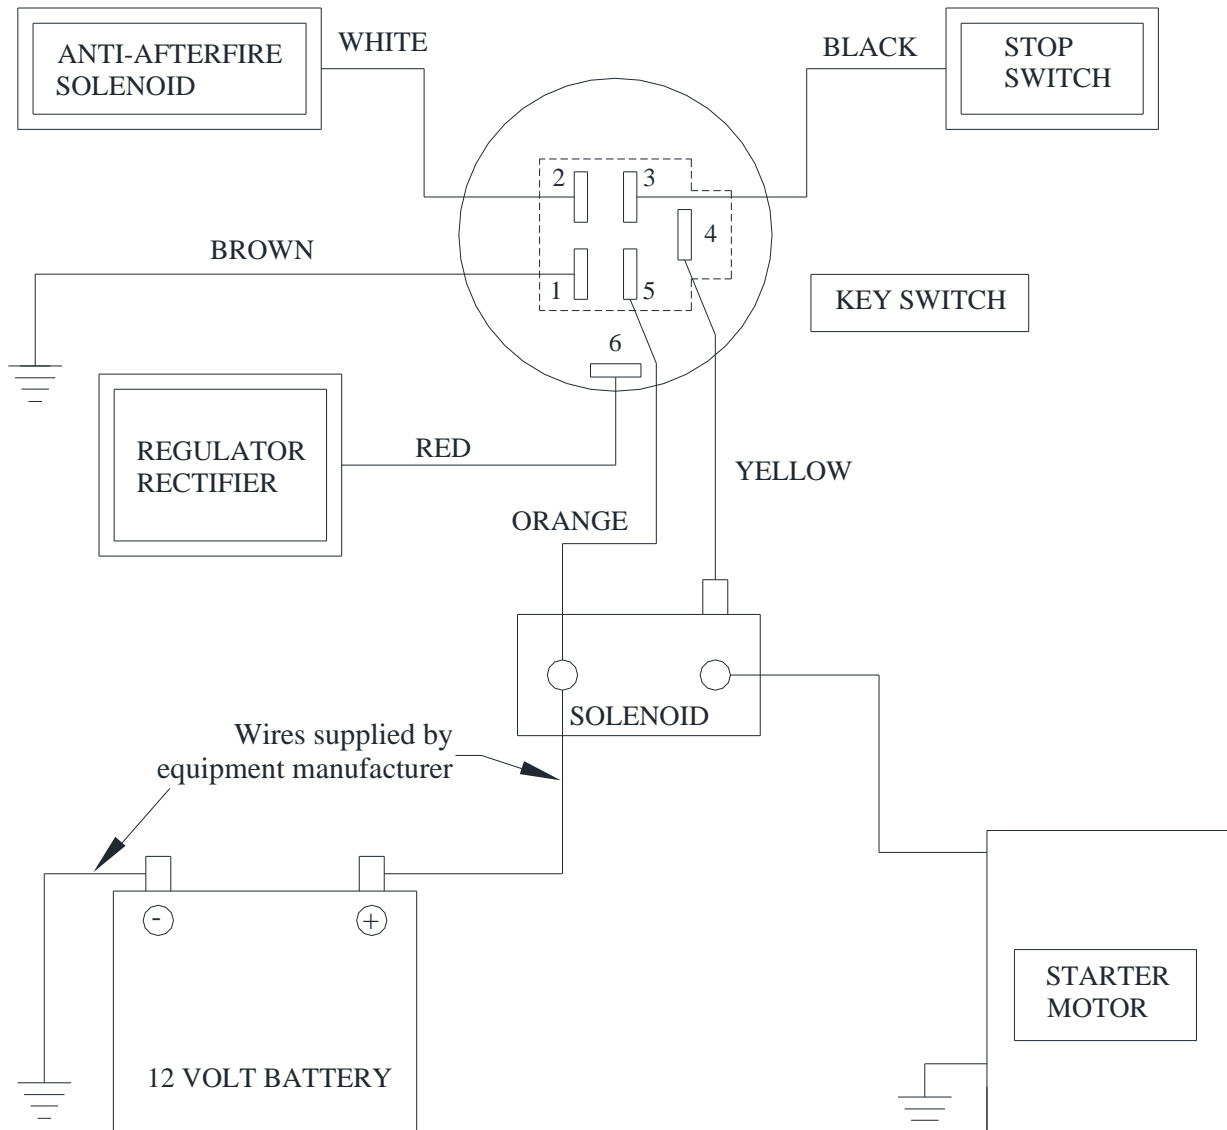 ANTI-AFTERFIRE
SOLENOID
WHITE
BLACK
STOP
SWITCH
2
3
4
BROWN
1
5
KEY SWITCH
6
REGULATOR
RECTIFIER
RED
YELLOW
ORANGE
SOLENOID
Wires supplied by
equipment manufacturer
-
+
STARTER
MOTOR
12 VOLT BATTERY